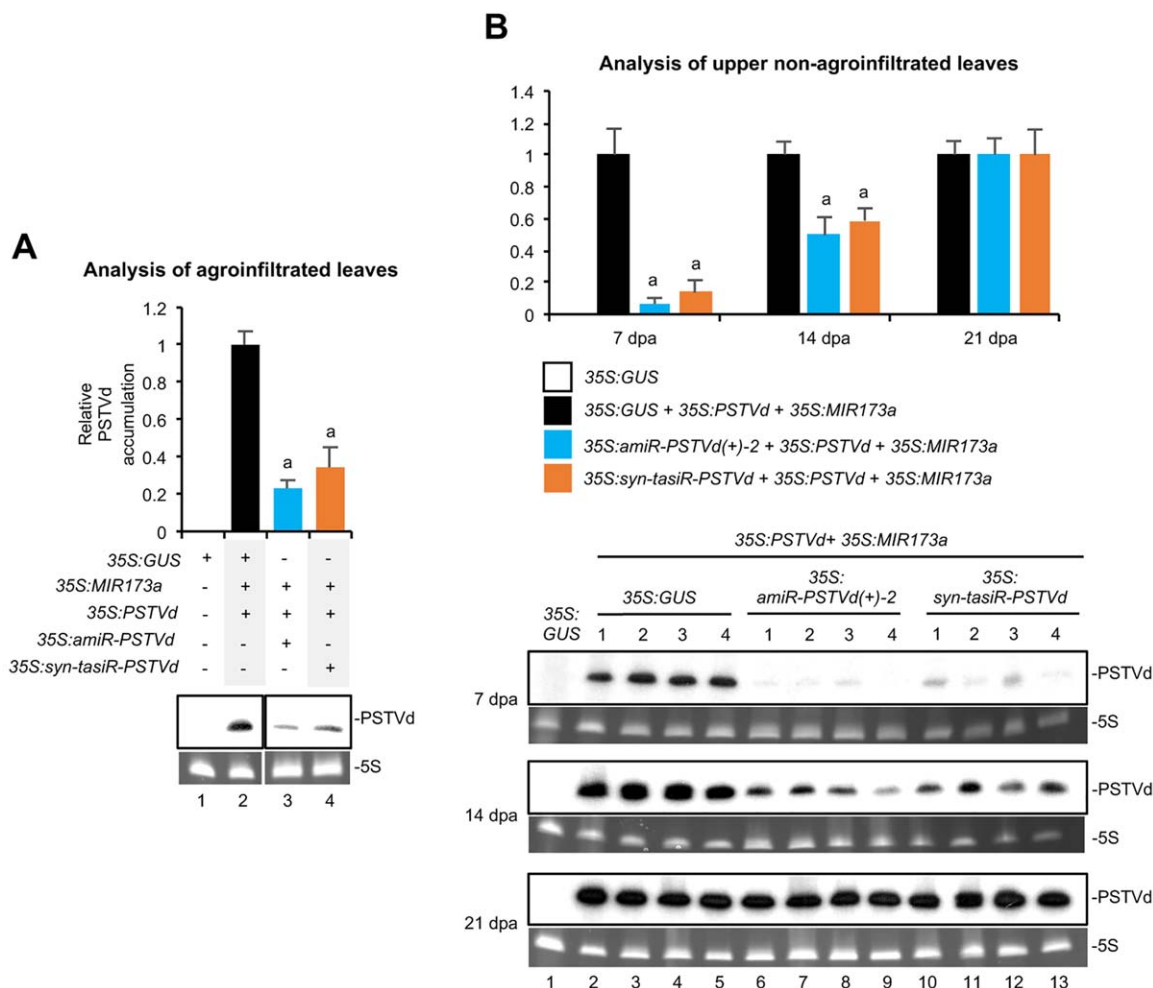 A
Analysis of agroinfiltrated leaves
1.2
1
0.8
0.6
0.4
0.2
0
Relative
PSTVd
accumulation
a
a
35S:GUS + + - -
35S:MIR173a - + + +
35S:PSTVd - + + +
35S:amiR-PSTVd - - + -
35S:syn-tasiR-PSTVd - - - +
-PSTVd
-5S
1 2 3 4
B
Analysis of upper non-agroinfiltrated leaves
1.4
1.2
1
0.8
0.6
0.4
0.2
0
a
a
a
a
7 dpa 14 dpa 21 dpa
35S:GUS
35S:GUS + 35S:PSTVd + 35S:MIR173a
35S:amiR-PSTVd(+)-2 + 35S:PSTVd + 35S:MIR173a
35S:syn-tasiR-PSTVd + 35S:PSTVd + 35S:MIR173a
35S:PSTVd+ 35S:MIR173a
35S:
GUS
35S:GUS
35S:
amiR-PSTVd(+)-2
35S:
syn-tasiR-PSTVd
1 2 3 4 1 2 3 4 1 2 3 4
7 dpa
-PSTVd
-5S
14 dpa
-PSTVd
-5S
21 dpa
-PSTVd
-5S
1 2 3 4 5 6 7 8 9 10 11 12 13